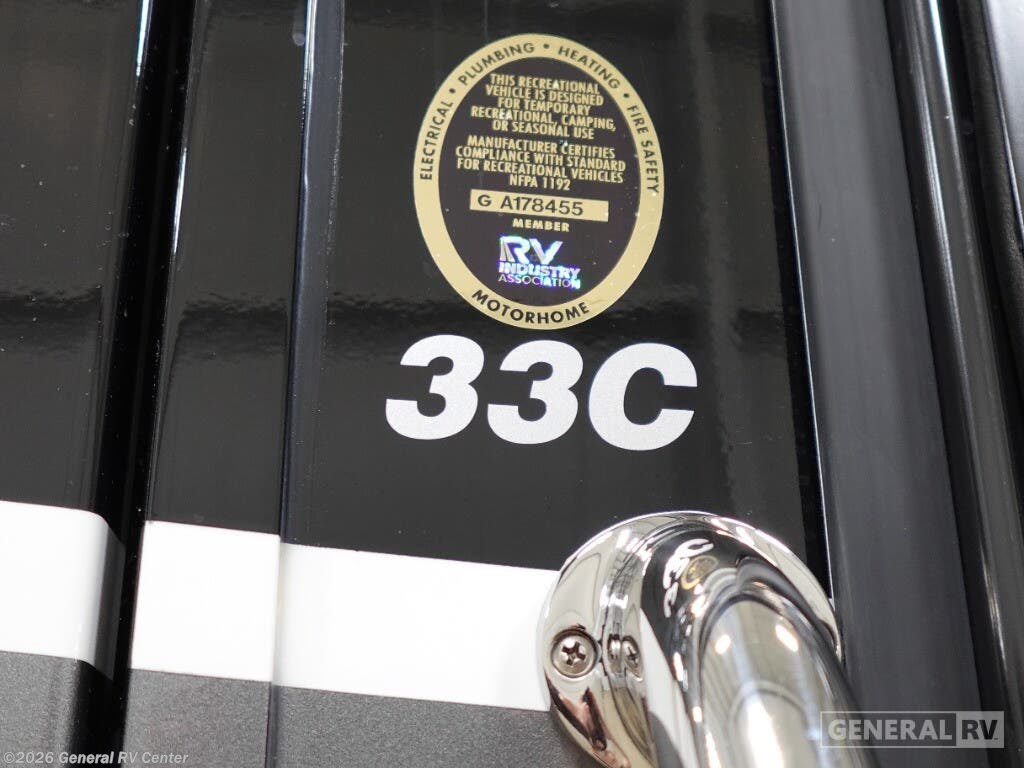 ELECTRICAL • PLUMBING • HEATING • FIRE SAFETY
THIS RECREATIONAL
VEHICLE IS DESIGNED
FOR TEMPORARY
RECREATIONAL, CAMPING,
OR SEASONAL USE
MANUFACTURER CERTIFIES
COMPLIANCE WITH STANDARD
FOR RECREATIONAL VEHICLES
NFPA 1192
G A178455
MEMBER
RV
INDUSTRY
ASSOCIATION
MOTORHOME
33C
GENERAL RV
©2026 General RV Center